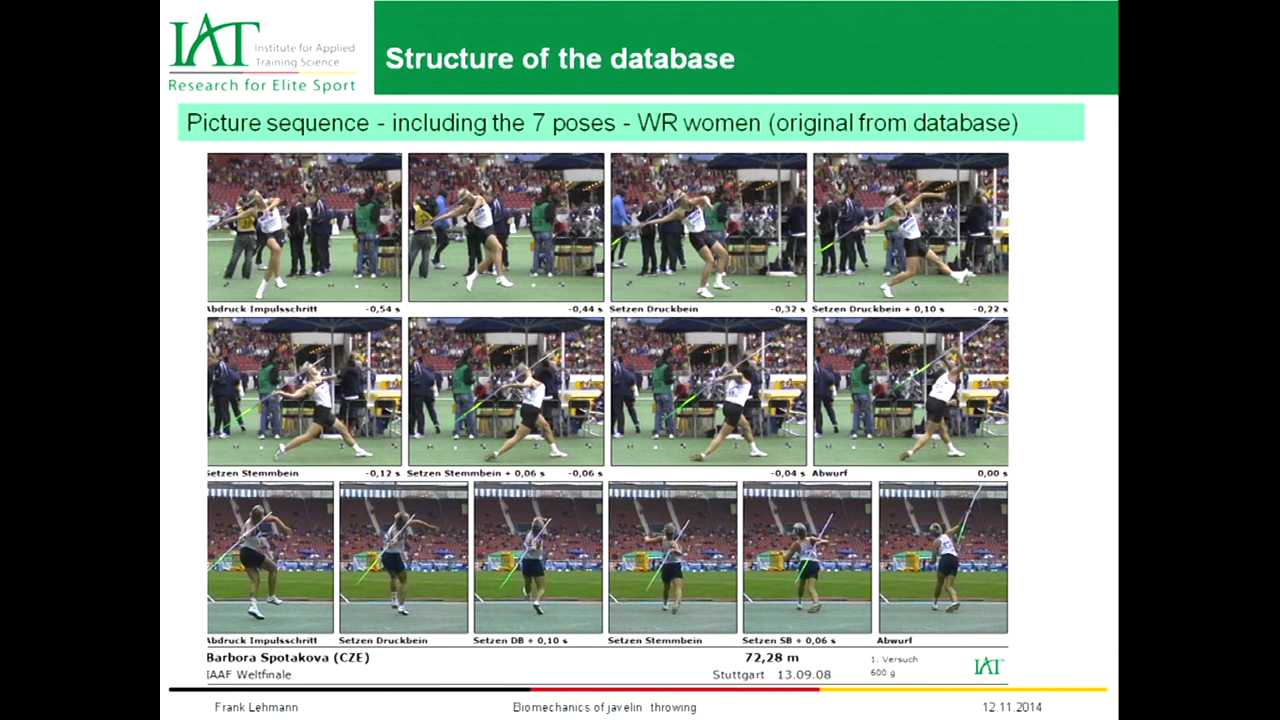 IAT
Institute for Applied
Training Science
Research for Elite Sport
Structure of the database
Picture sequence - including the 7 poses - WR women (original from database)
Abdruck Impulsschritt -0,54 s
-0,44 s
Setzen Druckbein -0,32 s
Setzen Druckbein + 0,10 s -0,22 s
Setzen Stemmbein -0,12 s
Setzen Stemmbein + 0,06 s -0,06 s
-0,04 s
Abwurf 0,00 s
Abdruck Impulsschritt
Setzen Druckbein
Setzen DB + 0,10 s
Setzen Stemmbein
Setzen SB + 0,06 s
Abwurf
Barbora Spotakova (CZE) 72,28 m 1. Versuch
IAAF Weltfinale Stuttgart 13.09.08 600 g
IAT
Frank Lehmann Biomechanics of javelin throwing 12.11.2014